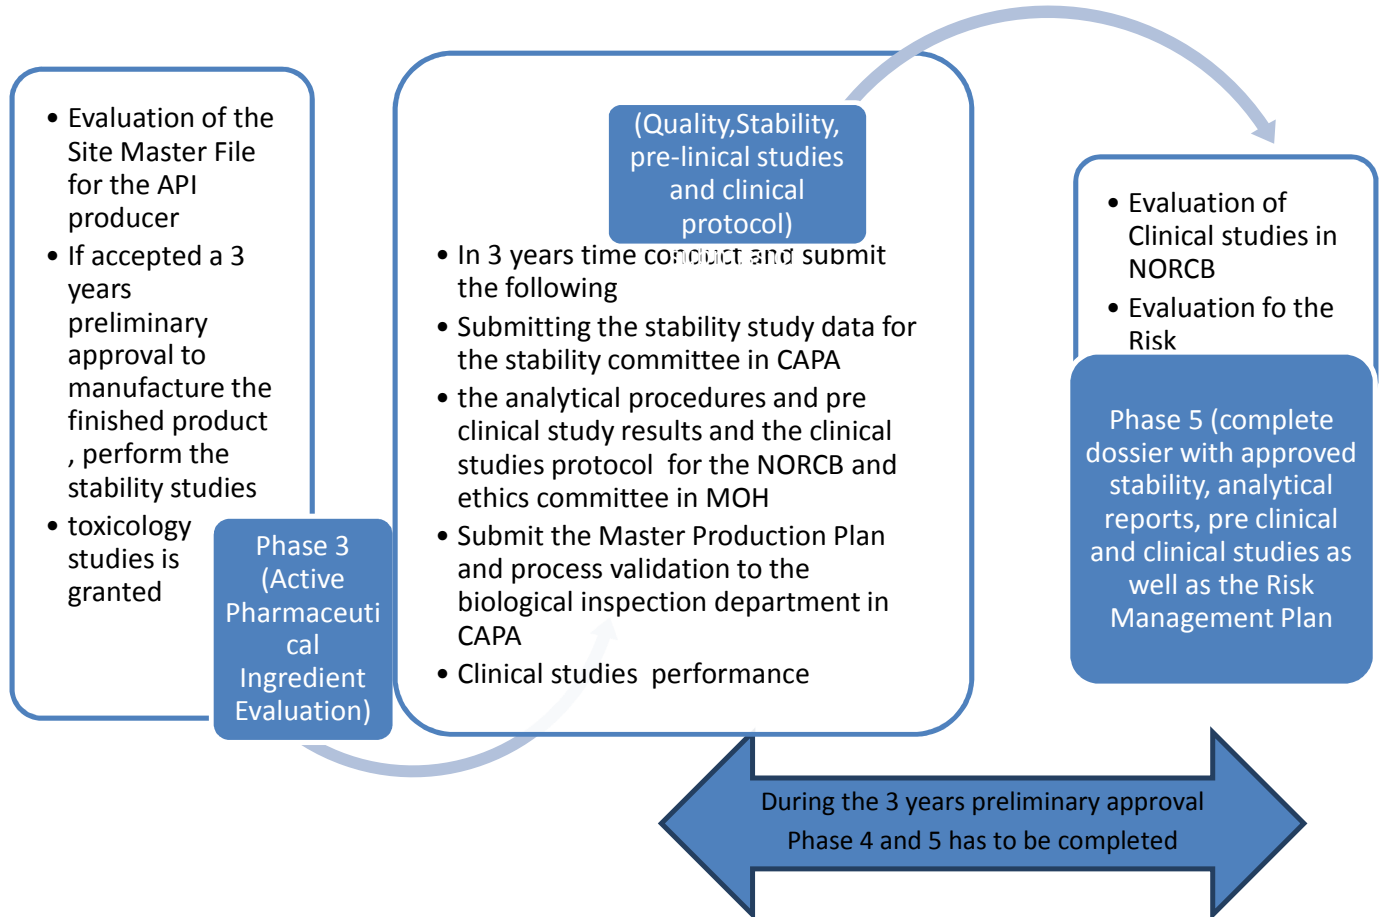 • Evaluation of the
Site Master File
for the API
producer
• If accepted a 3
years
preliminary
approval to
manufacture the
finished product
, perform the
stability studies
• toxicology
studies is
granted
Phase 3
(Active
Pharmaceuti
cal
Ingredient
Evaluation)
(Quality,Stability,
pre-linical studies
and clinical
protocol)
• In 3 years time conduct and submit
the following
• Submitting the stability study data for
the stability committee in CAPA
• the analytical procedures and pre
clinical study results and the clinical
studies protocol for the NORCB and
ethics committee in MOH
• Submit the Master Production Plan
and process validation to the
biological inspection department in
CAPA
• Clinical studies performance
• Evaluation of
Clinical studies in
NORCB
• Evaluation fo the
Risk
Phase 5 (complete
dossier with approved
stability, analytical
reports, pre clinical
and clinical studies as
well as the Risk
Management Plan
During the 3 years preliminary approval
Phase 4 and 5 has to be completed